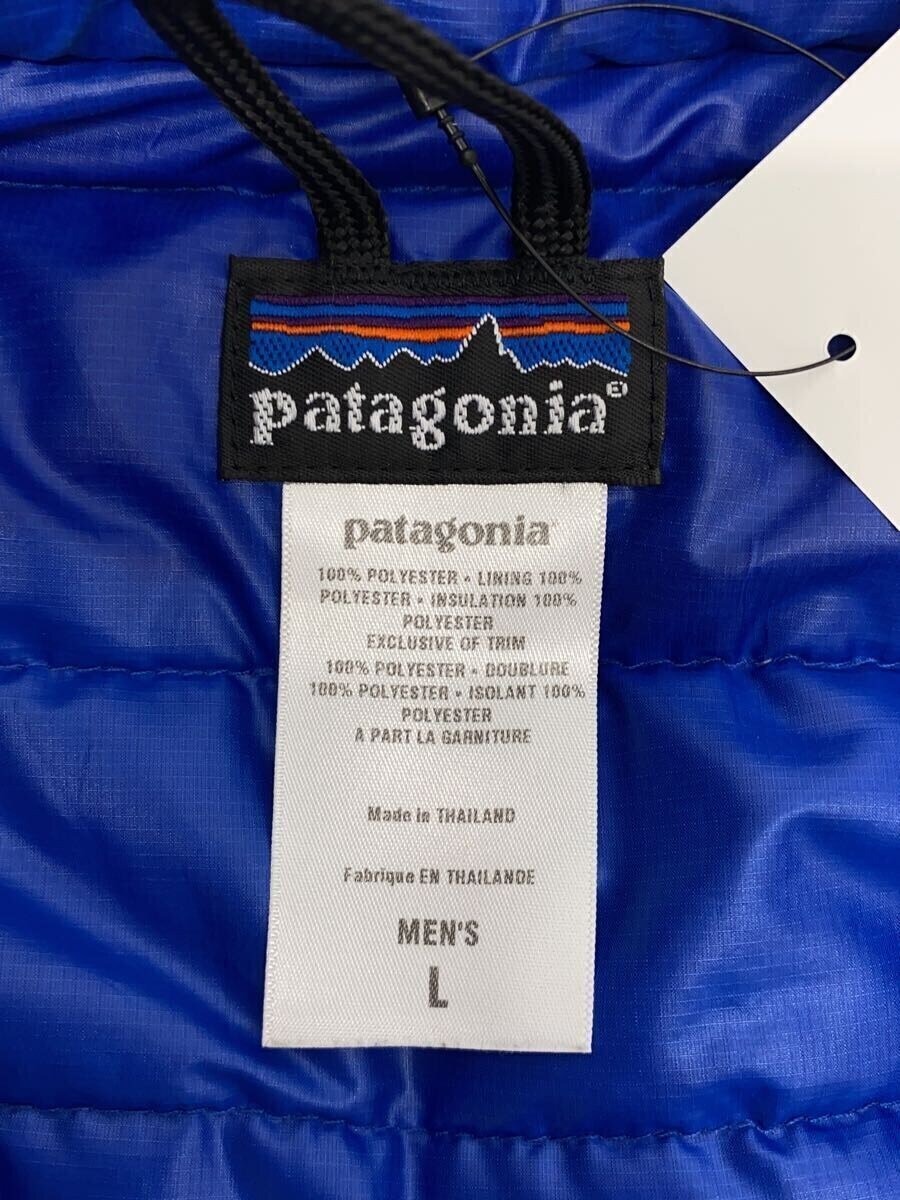 patagonia®
patagonia
100% POLYESTER • LINING 100%
POLYESTER • INSULATION 100%
POLYESTER
EXCLUSIVE OF TRIM
100% POLYESTER • DOUBLURE
100% POLYESTER • ISOLANT 100%
POLYESTER
A PART LA GARNITURE
Made in THAILAND
Fabrique EN THAILANDE
MEN'S
L